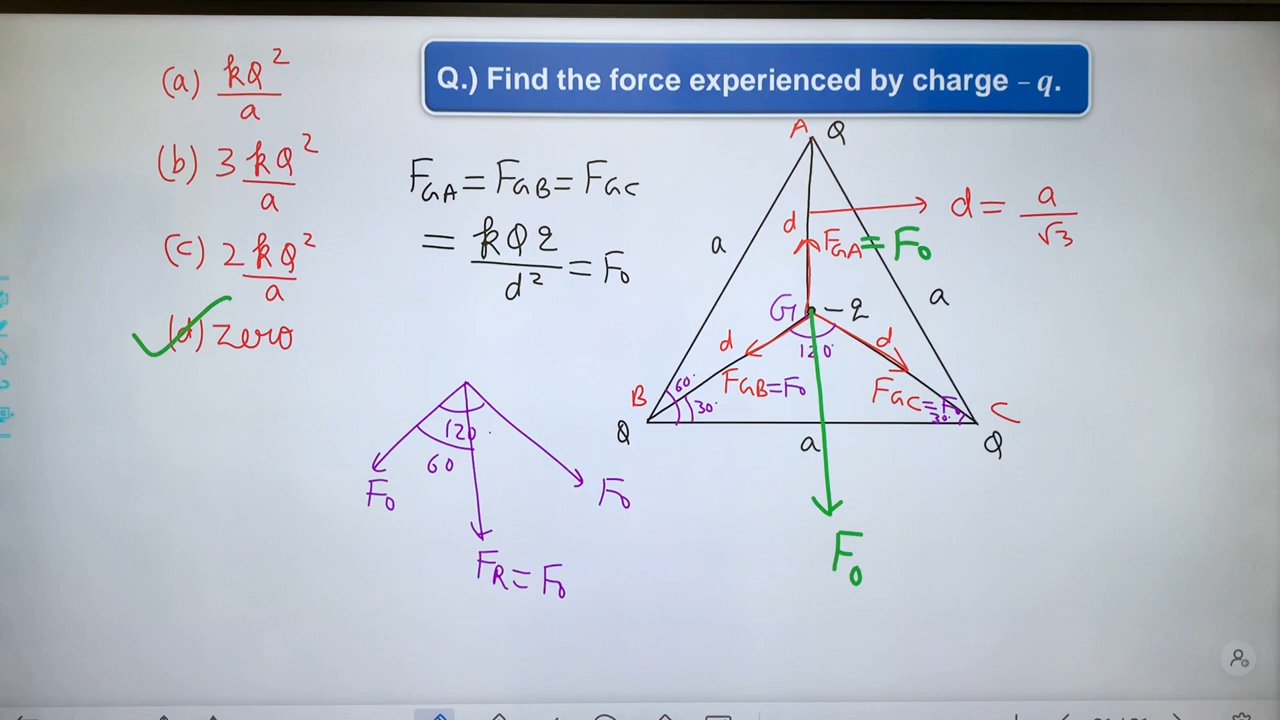 Q.) Find the force experienced by charge – q.
(a) kQ²/a
(b) 3 kQ²/a
(c) 2 kQ²/a
(d) zero
F_GA = F_GB = F_GC
= kQq/d² = F₀
120°
60
F₀
F₀
F_R = F₀
A Q
a
d
d = a/√3
F_GA = F₀
a
G -q
d
d
120°
B
60°
30°
F_GB = F₀
F_GC = F₀
30°
C
Q
a
Q
F₀